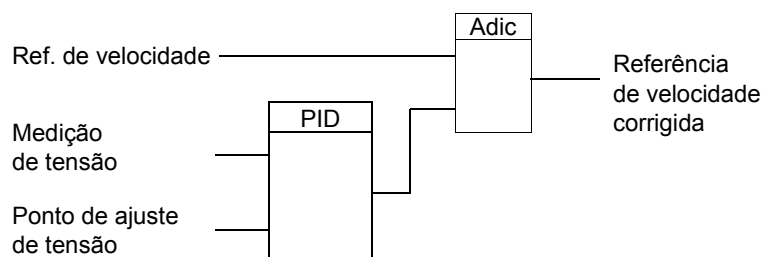 Adic
Ref. de velocidade
Referência
de velocidade
corrigida
PID
Medição
de tensão
Ponto de ajuste
de tensão